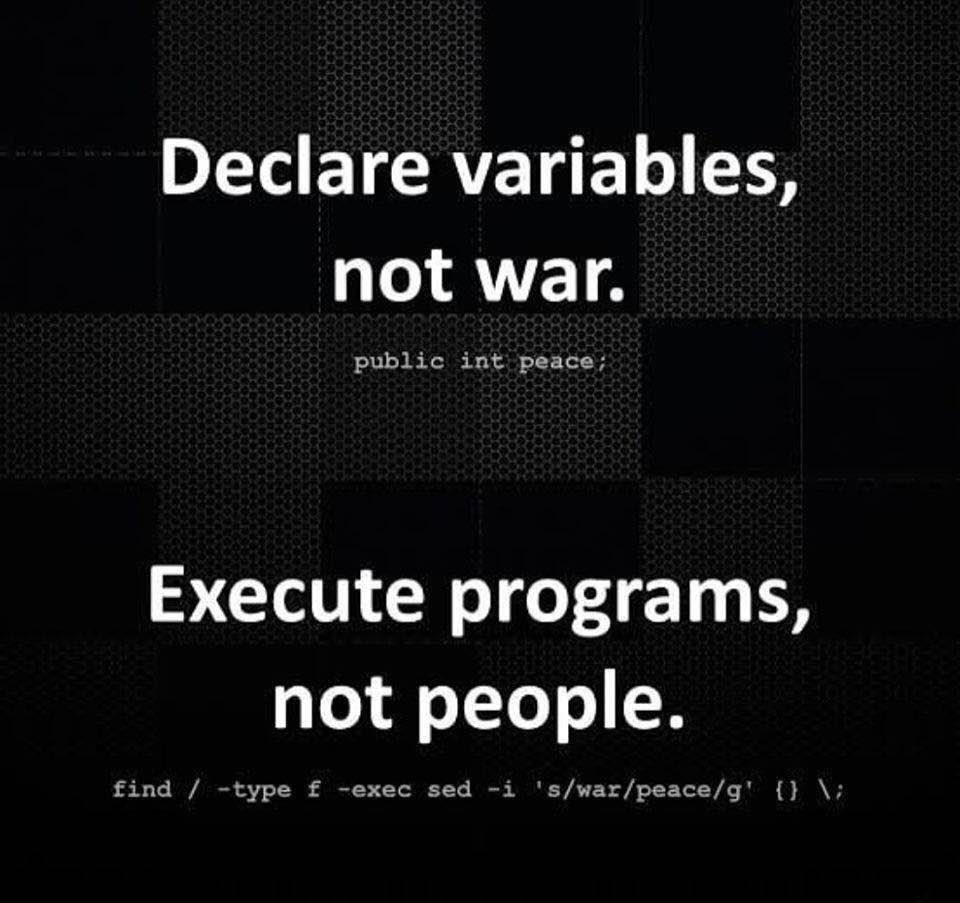 Declare variables,
not war.
public int peace;
Execute programs,
not people.
find / -type f -exec sed -i 's/war/peace/g' {} \;